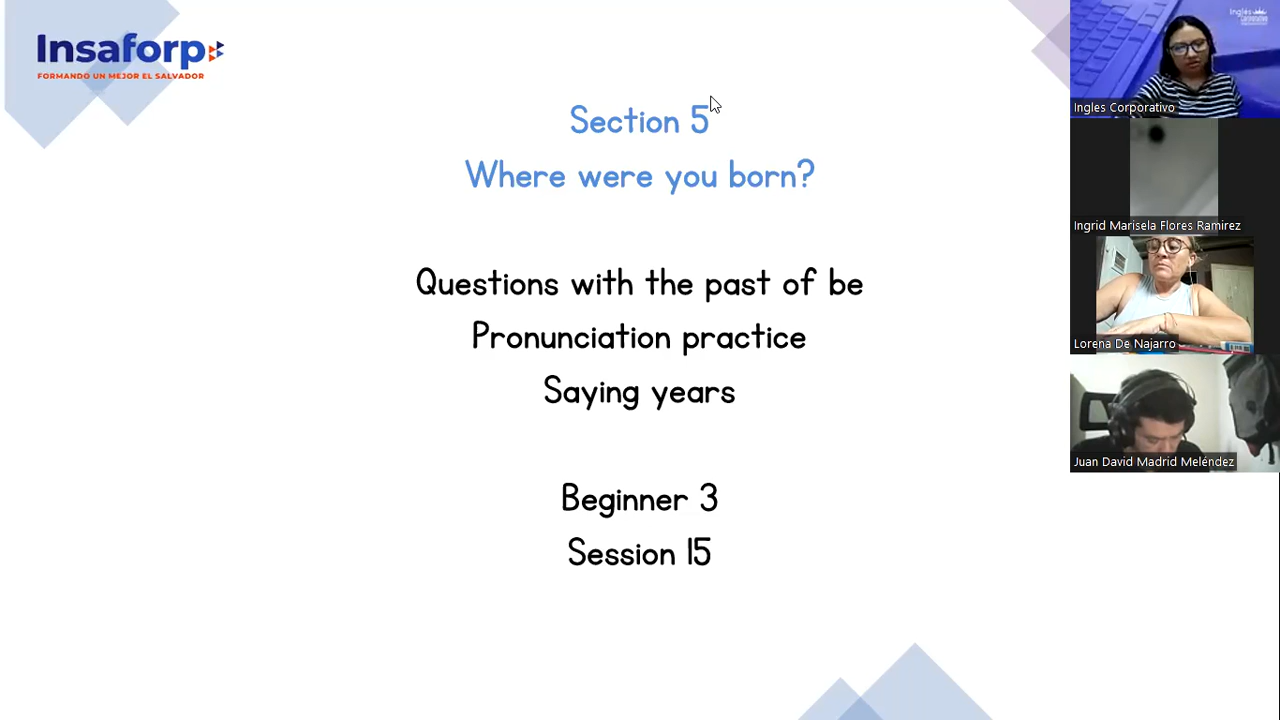 Insaforp
FORMANDO UN MEJOR EL SALVADOR
Section 5
Where were you born?
Questions with the past of be
Pronunciation practice
Saying years
Beginner 3
Session 15
Inglés
Corporativo
Ingles Corporativo
Ingrid Marisela Flores Ramirez
Lorena De Najarro
Juan David Madrid Meléndez